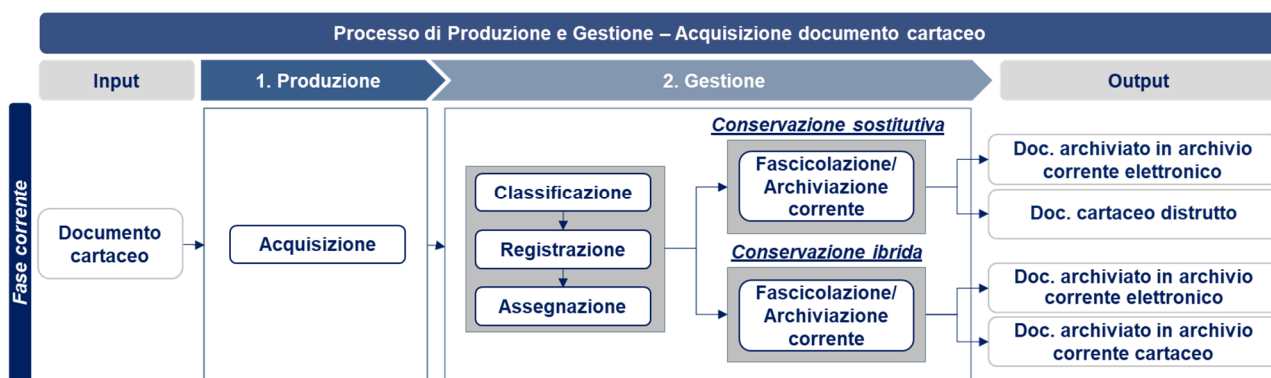 Processo di Produzione e Gestione – Acquisizione documento cartaceo
Input
1. Produzione
2. Gestione
Output
Fase corrente
Documento
cartaceo
Acquisizione
Classificazione
Registrazione
Assegnazione
Conservazione sostitutiva
Fascicolazione/
Archiviazione
corrente
Conservazione ibrida
Fascicolazione/
Archiviazione
corrente
Doc. archiviato in archivio
corrente elettronico
Doc. cartaceo distrutto
Doc. archiviato in archivio
corrente elettronico
Doc. archiviato in archivio
corrente cartaceo